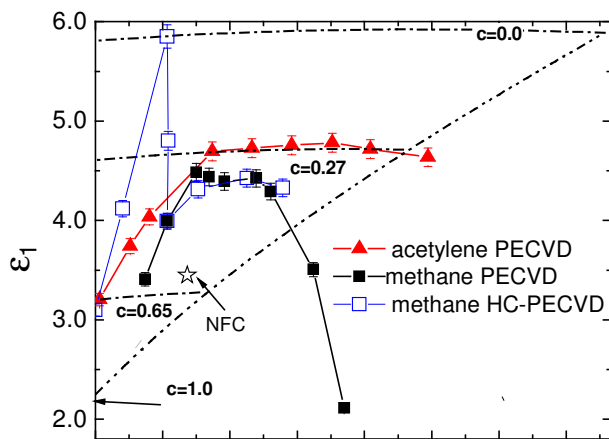 6.0
c=0.0
5.0
c=0.27
4.0
ε1
acetylene PECVD
methane PECVD
methane HC-PECVD
3.0
c=0.65
NFC
c=1.0
2.0